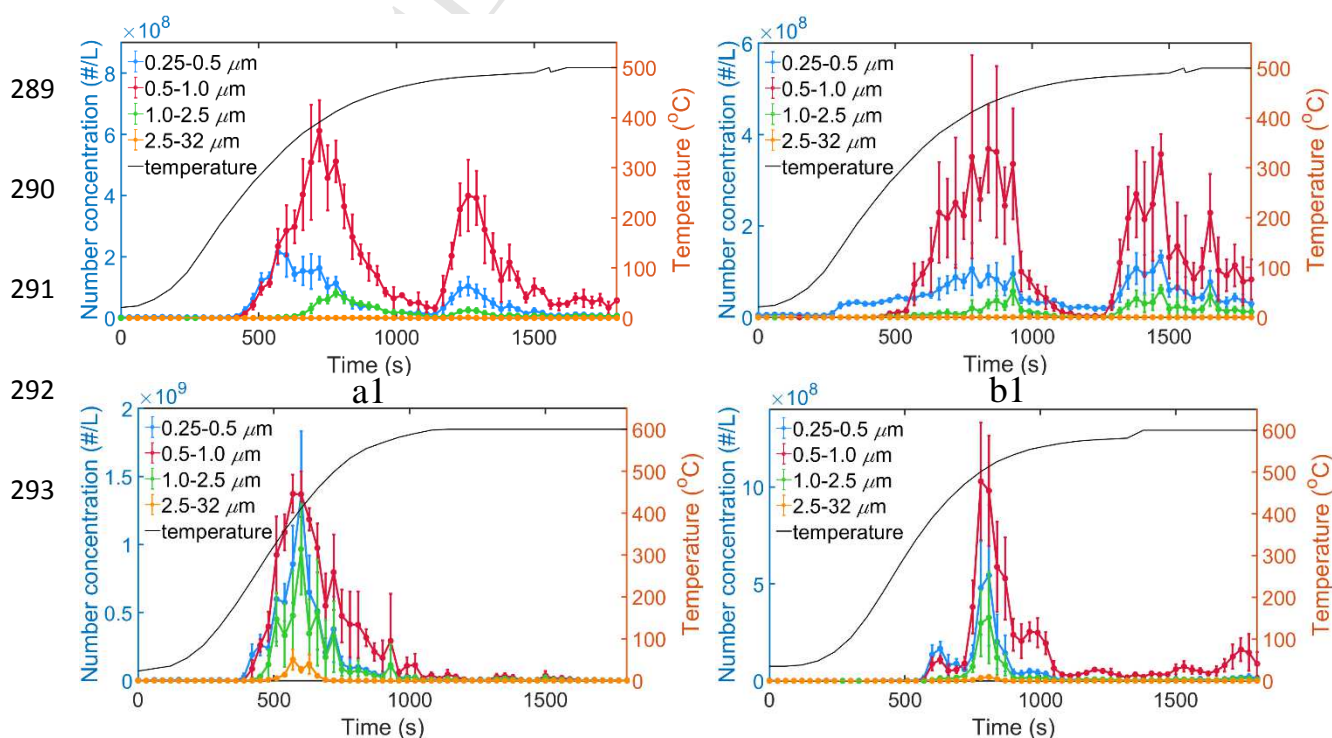 ×10⁸
×10⁸
289
290
291
292
293
Number concentration (#/L)
8
6
4
2
0
0.25-0.5 μm
0.5-1.0 μm
1.0-2.5 μm
2.5-32 μm
temperature
500
400
300
200
100
0
Temperature (°C)
0 500 1000 1500
Time (s)
a1
Number concentration (#/L)
6
4
2
0
0.25-0.5 μm
0.5-1.0 μm
1.0-2.5 μm
2.5-32 μm
temperature
500
400
300
200
100
0
Temperature (°C)
0 500 1000 1500
Time (s)
b1
×10⁹
Number concentration (#/L)
2
1.5
1
0.5
0
0.25-0.5 μm
0.5-1.0 μm
1.0-2.5 μm
2.5-32 μm
temperature
600
500
400
300
200
100
0
Temperature (°C)
0 500 1000 1500
Time (s)
×10⁸
Number concentration (#/L)
10
5
0
0.25-0.5 μm
0.5-1.0 μm
1.0-2.5 μm
2.5-32 μm
temperature
600
500
400
300
200
100
0
Temperature (°C)
0 500 1000 1500
Time (s)